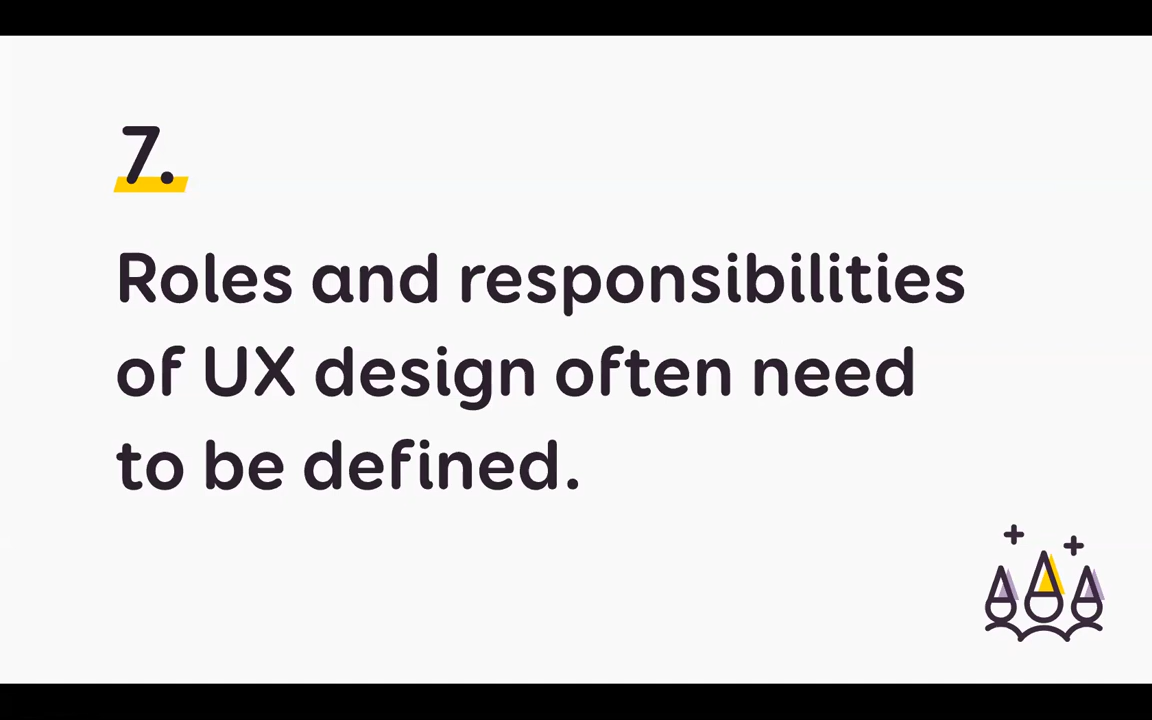 7.
Roles and responsibilities
of UX design often need
to be defined.